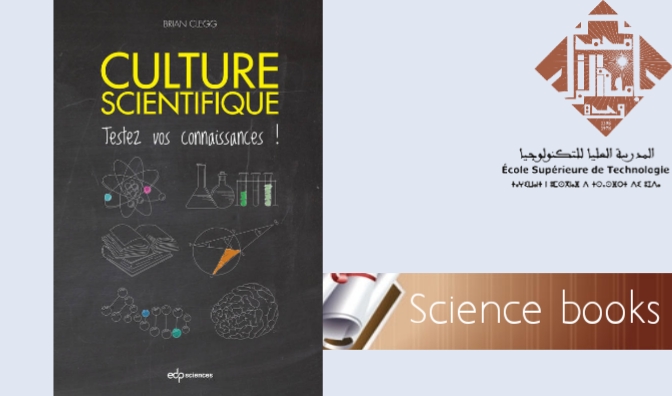 BRIAN CLEGG
CULTURE
SCIENTIFIQUE
Testez vos connaissances !
edp sciences
المدرسة العليا للتكنولوجيا
École Supérieure de Technologie
Science books